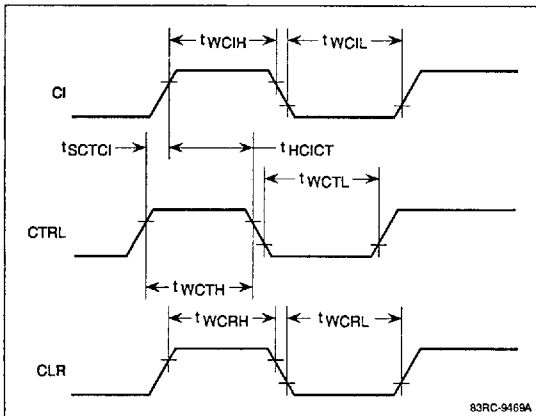 tWCIH tWCIL
CI
tSCTCI tHCICT
tWCTL
CTRL
tWCTH
tWCRH tWCRL
CLR
83RC-9469A